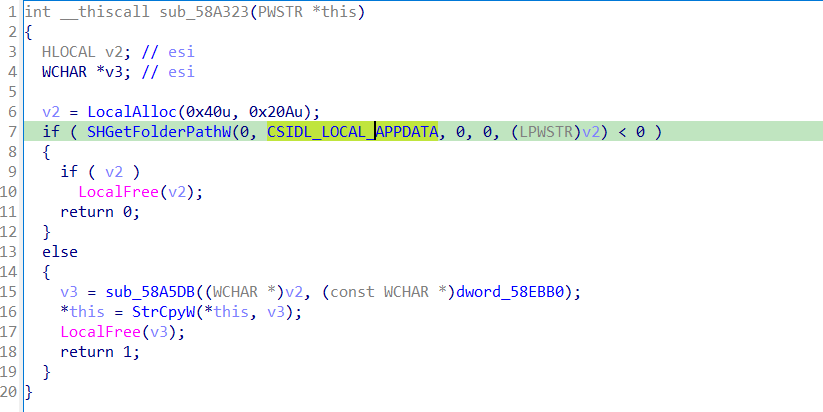 1 int __thiscall sub_58A323(PWSTR *this)
2 {
3 HLOCAL v2; // esi
4 WCHAR *v3; // esi
5
6 v2 = LocalAlloc(0x40u, 0x20Au);
7 if ( SHGetFolderPathW(0, CSIDL_LOCAL_APPDATA, 0, 0, (LPWSTR)v2) < 0 )
8 {
9 if ( v2 )
10 LocalFree(v2);
11 return 0;
12 }
13 else
14 {
15 v3 = sub_58A5DB((WCHAR *)v2, (const WCHAR *)dword_58EBB0);
16 *this = StrCpyW(*this, v3);
17 LocalFree(v3);
18 return 1;
19 }
20 }